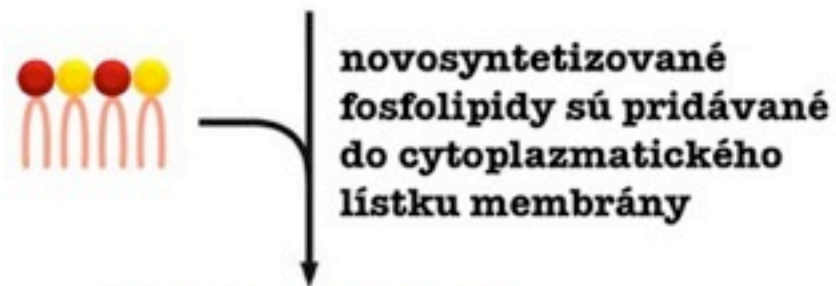 novosyntetizované
fosfolipidy sú pridávané
do cytoplazmatického
lístku membrány